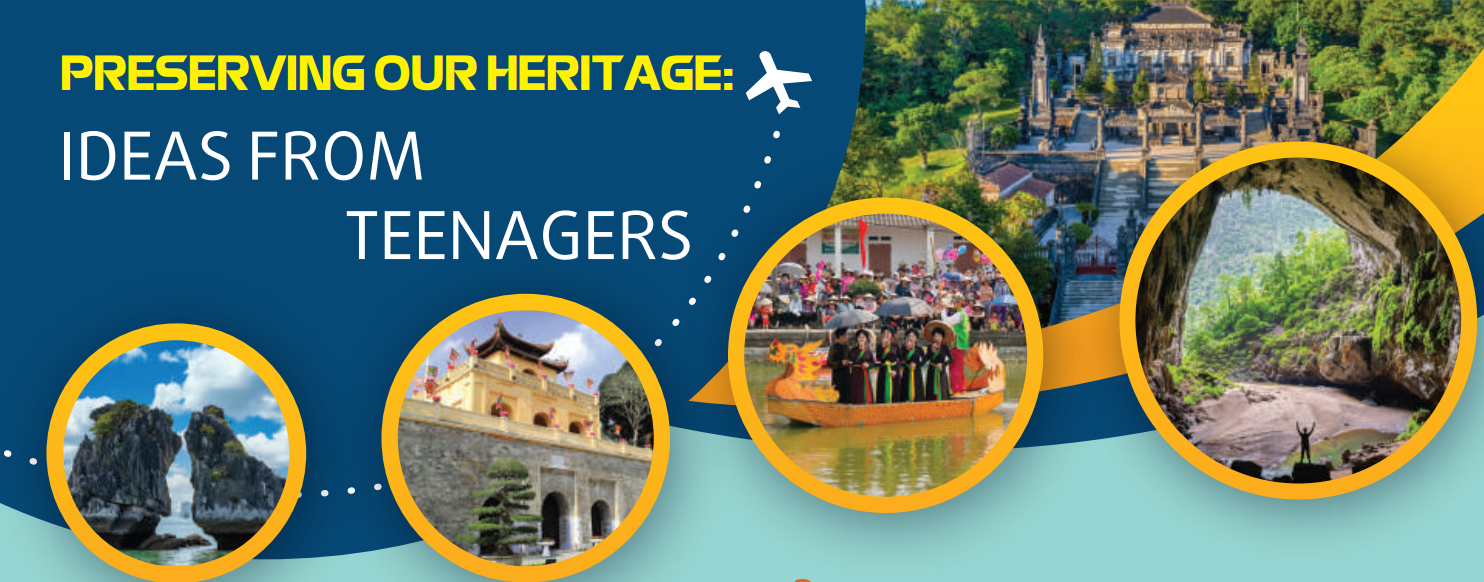 PRESERVING OUR HERITAGE:
IDEAS FROM
TEENAGERS